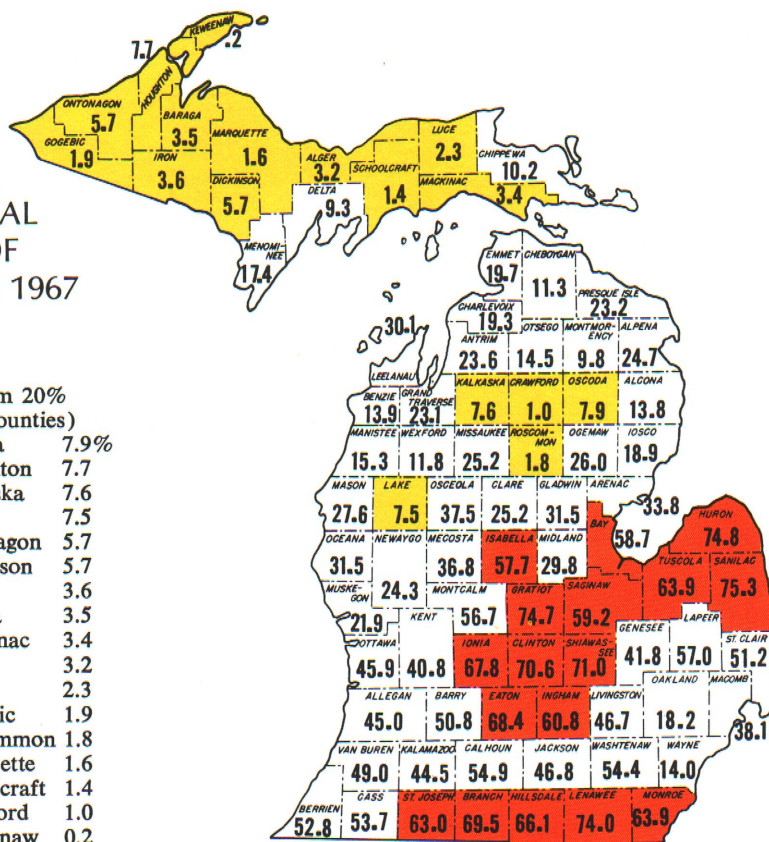 AL
OF
1967
m 20%
ounties)
a 7.9%
ton 7.7
ska 7.6
7.5
agon 5.7
son 5.7
3.6
3.5
nac 3.4
3.2
2.3
ic 1.9
mmon 1.8
ette 1.6
craft 1.4
ord 1.0
naw 0.2
KEWEENAW
7.7 .2
HOUGHTON
ONTONAGON
5.7
BARAGA
3.5
GOGEBIC
1.9
IRON
3.6
MARQUETTE
1.6
DICKINSON
5.7
ALGER
3.2
SCHOOLCRAFT
1.4
LUCE
2.3
CHIPPEWA
10.2
MACKINAC
3.4
DELTA
9.3
MENOMI-
NEE
17.4
EMMET CHEBOYGAN
19.7 11.3
PRESQUE ISLE
23.2
CHARLEVOIX
19.3
30.1
ANTRIM OTSEGO MONTMOR-
ENCY ALPENA
23.6 14.5 9.8 24.7
LEELANAU
BENZIE GRAND
TRAVERSE KALKASKA CRAWFORD OSCODA ALCONA
13.9 23.1 7.6 1.0 7.9 13.8
MANISTEE WEXFORD MISSAUKEE ROSCOM-
MON OGEMAW IOSCO
15.3 11.8 25.2 1.8 26.0 18.9
MASON LAKE OSCEOLA CLARE GLADWIN ARENAC
27.6 7.5 37.5 25.2 31.5 33.8
OCEANA NEWAYGO MECOSTA ISABELLA MIDLAND BAY HURON
31.5 24.3 36.8 57.7 29.8 58.7 74.8
TUSCOLA SANILAC
63.9 75.3
MUSKE-
GON MONTCALM GRATIOT SAGINAW
21.9 56.7 74.7 59.2
KENT GENESEE LAPEER ST. CLAIR
OTTAWA IONIA CLINTON SHIAWAS-
SEE
45.9 40.8 67.8 70.6 71.0 41.8 57.0 51.2
ALLEGAN BARRY EATON INGHAM LIVINGSTON OAKLAND MACOMB
45.0 50.8 68.4 60.8 46.7 18.2 38.1
VAN BUREN KALAMAZOO CALHOUN JACKSON WASHTENAW WAYNE
49.0 44.5 54.9 46.8 54.4 14.0
BERRIEN CASS ST. JOSEPH BRANCH HILLSDALE LENAWEE MONROE
52.8 53.7 63.0 69.5 66.1 74.0 63.9